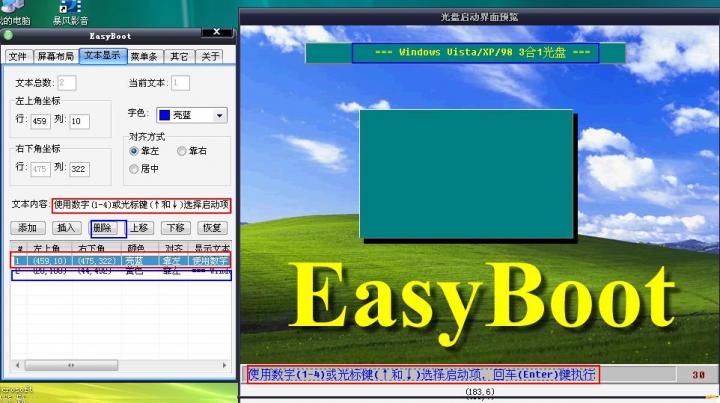 我的电脑
暴风影音
EasyBoot
文件 屏幕布局 文本显示 菜单条 其它 关于
文本总数: 2 当前文本: 1
左上角坐标
行: 459 列: 10
字色: 亮蓝
对齐方式
靠左 靠右
居中
右下角坐标
行: 475 列: 322
文本内容: 使用数字(1-4)或光标键(↑和↓)选择启动项
添加 插入 删除 上移 下移 恢复
# 左上角 右下角 颜色 对齐 显示文本
1 (459,10) (475,322) 亮蓝 靠左 使用数字
黄色 靠左 === Wind
光盘启动界面预览
=== Windows Vista/XP/98 3合1光盘 ===
EasyBoot
使用数字(1-4)或光标键(↑和↓)选择启动项，回车(Enter)键执行
30
(183,6)